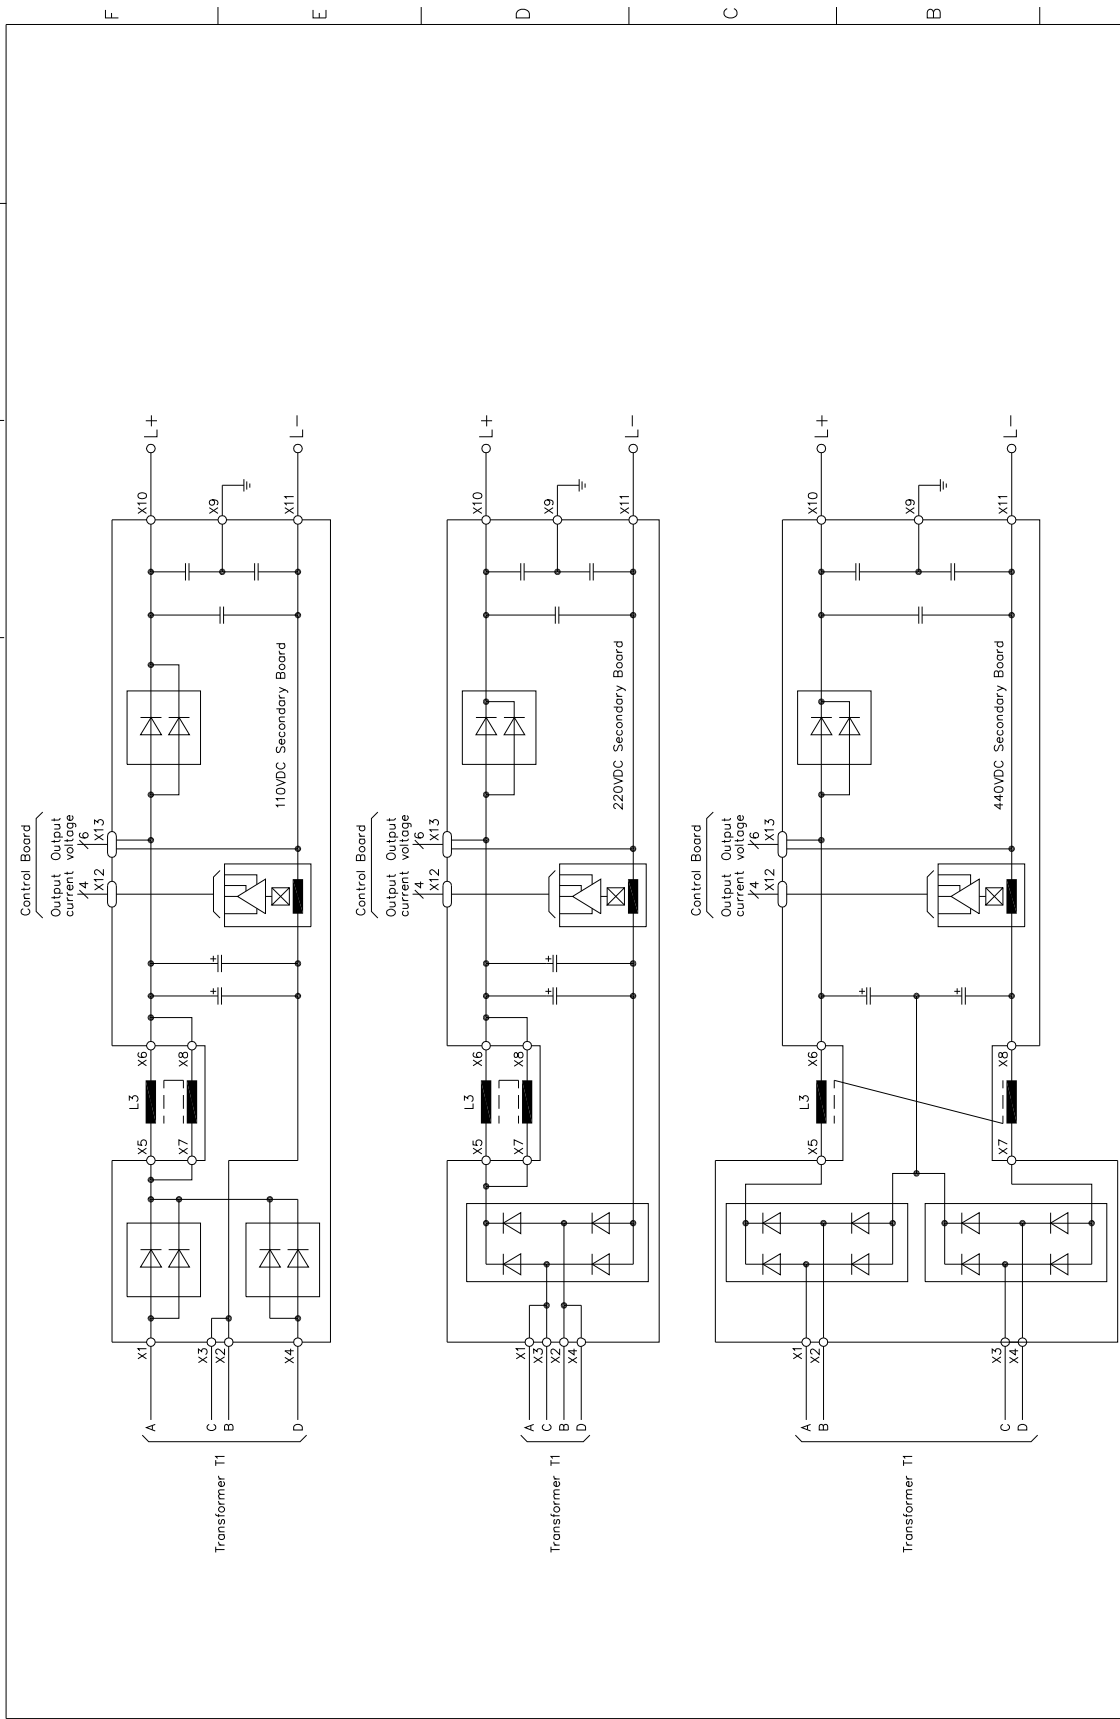 F
E
D
C
B
Control Board
Output current
Output voltage
4
6
X12
X13
L3
X5
X6
X7
X8
X10
L+
X9
X11
L-
X1
X3
X2
X4
A
C
B
D
Transformer T1
110VDC Secondary Board
Control Board
Output current
Output voltage
4
6
X12
X13
L3
X5
X6
X7
X8
X10
L+
X9
X11
L-
X1
X3
X2
X4
A
C
B
D
Transformer T1
220VDC Secondary Board
Control Board
Output current
Output voltage
4
6
X12
X13
L3
X5
X6
X7
X8
X10
L+
X9
X11
L-
X1
X2
X3
X4
A
B
C
D
Transformer T1
440VDC Secondary Board